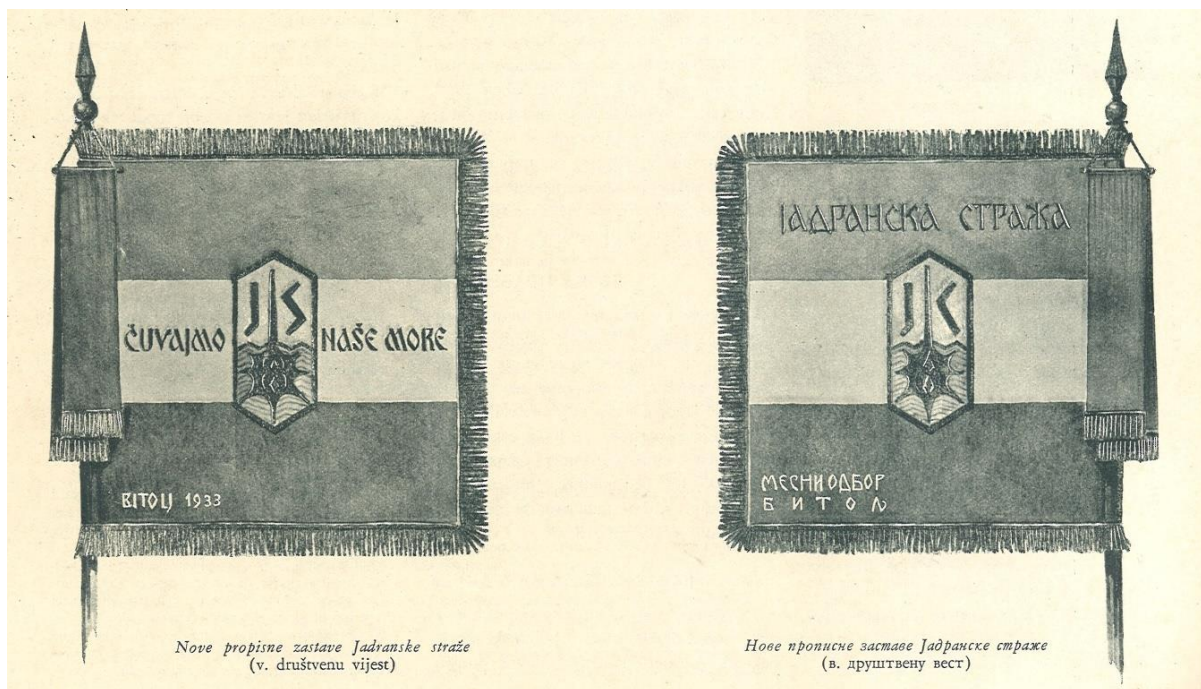 ČUVAJMO
JS
NAŠE MORE
BITOLJ 1933
Nove propisne zastave Jadranske straže
(v. društvenu vijest)
ЈАДРАНСКА СТРАЖА
ЈС
МЕСНИ ОДБОР
БИТОЉ
Нове прописне заставе Јадранске страже
(в. друштвену вест)